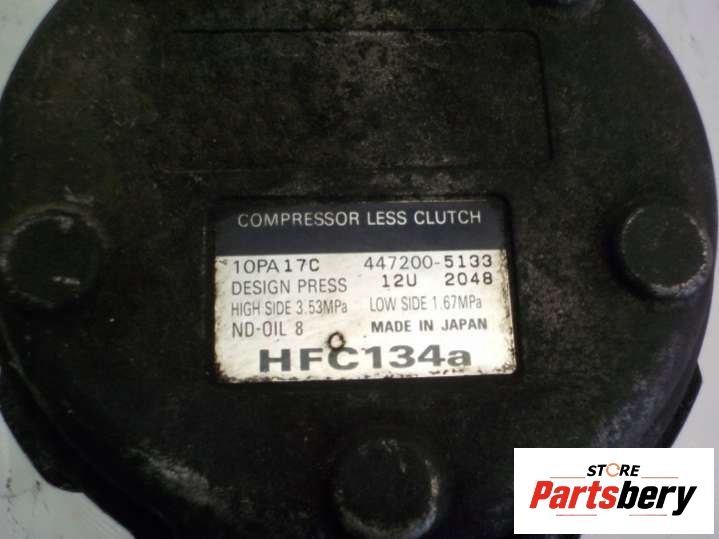 COMPRESSOR LESS CLUTCH
10PA17C 447200-5133
DESIGN PRESS 12U 2048
HIGH SIDE 3.53MPa LOW SIDE 1.67MPa
ND-OIL 8 MADE IN JAPAN
HFC134a
STORE
Partsbery